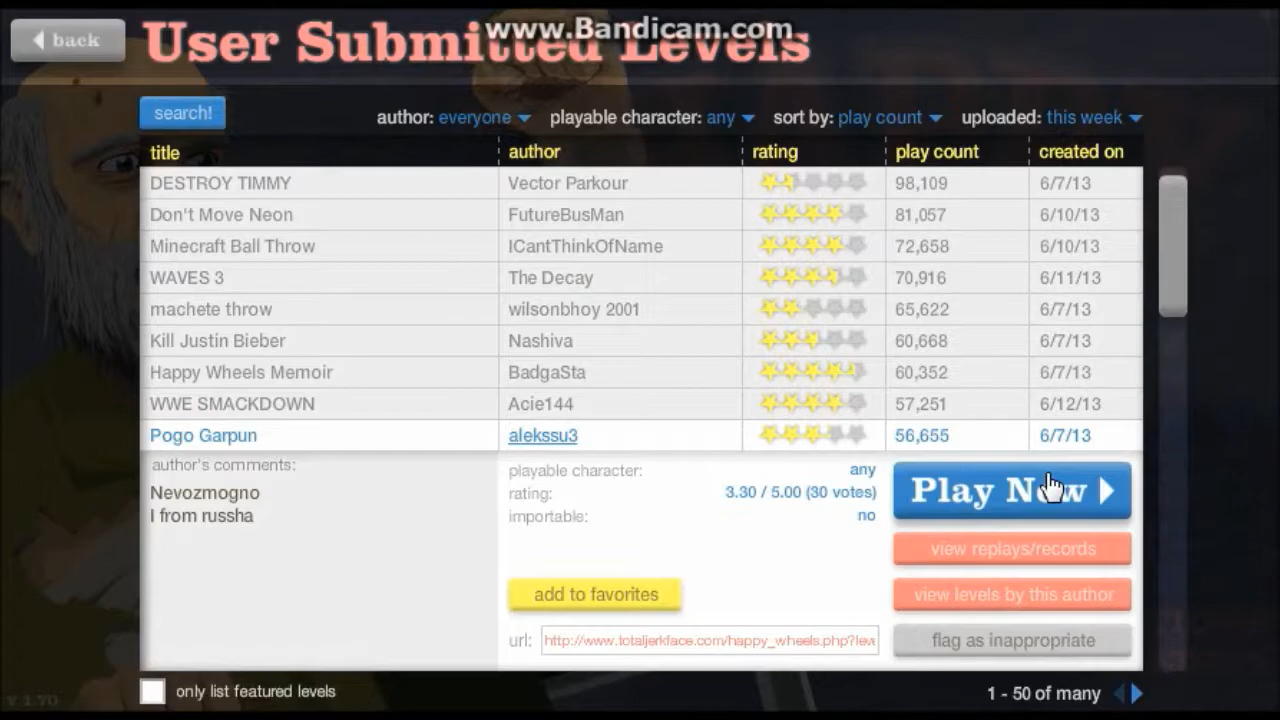 www.Bandicam.com
back
User Submitted Levels
search!
author: everyone playable character: any sort by: play count uploaded: this week
title author rating play count created on
DESTROY TIMMY Vector Parkour 98,109 6/7/13
Don't Move Neon FutureBusMan 81,057 6/10/13
Minecraft Ball Throw ICantThinkOfName 72,658 6/10/13
WAVES 3 The Decay 70,916 6/11/13
machete throw wilsonbhoy 2001 65,622 6/7/13
Kill Justin Bieber Nashiva 60,668 6/7/13
Happy Wheels Memoir BadgaSta 60,352 6/7/13
WWE SMACKDOWN Acie144 57,251 6/12/13
Pogo Garpun alekssu3 56,655 6/7/13
author's comments:
Nevozmogno
I from russha
playable character: any
rating: 3.30 / 5.00 (30 votes)
importable: no
add to favorites
url: http://www.totaljerkface.com/happy_wheels.php?lev
Play Now
view replays/records
view levels by this author
flag as inappropriate
only list featured levels
1 - 50 of many
v 1.70